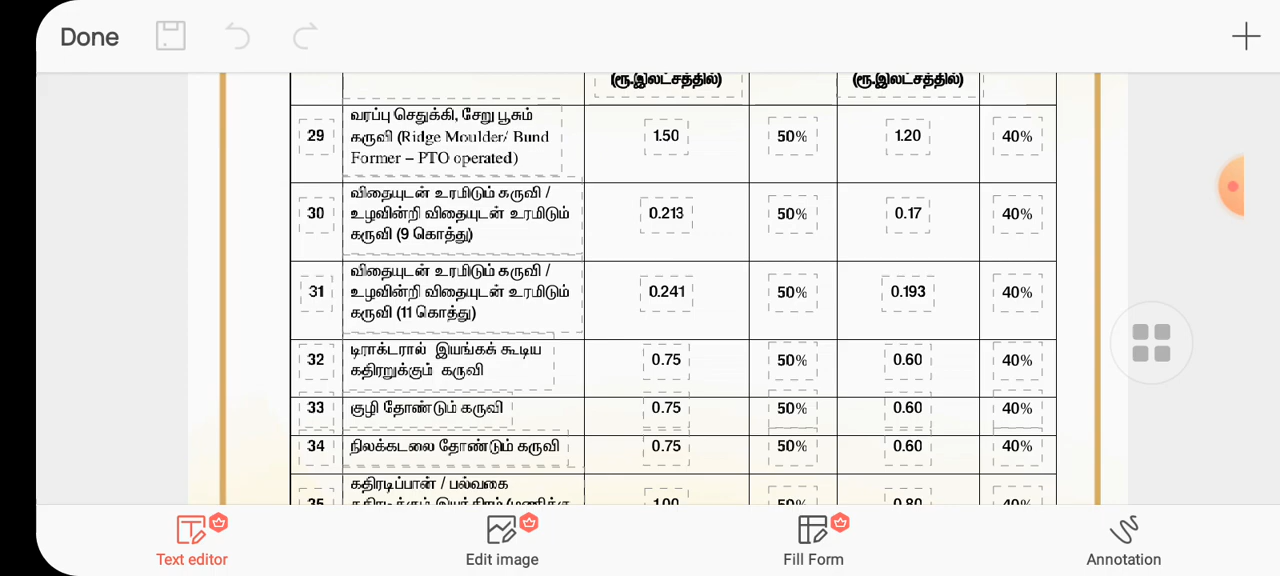 Done
(ரூ.இலட்சத்தில்) (ரூ.இலட்சத்தில்)
29 வரப்பு செதுக்கி, சேறு பூசும் கருவி (Ridge Moulder/ Bund Former – PTO operated) 1.50 50% 1.20 40%
30 விதையுடன் உரமிடும் கருவி / உழவின்றி விதையுடன் உரமிடும் கருவி (9 கொத்து) 0.213 50% 0.17 40%
31 விதையுடன் உரமிடும் கருவி / உழவின்றி விதையுடன் உரமிடும் கருவி (11 கொத்து) 0.241 50% 0.193 40%
32 டிராக்டரால் இயங்கக் கூடிய கதிரறுக்கும் கருவி 0.75 50% 0.60 40%
33 குழி தோண்டும் கருவி 0.75 50% 0.60 40%
34 நிலக்கடலை தோண்டும் கருவி 0.75 50% 0.60 40%
கதிரடிப்பான் / பல்வகை
Text editor
Edit image
Fill Form
Annotation